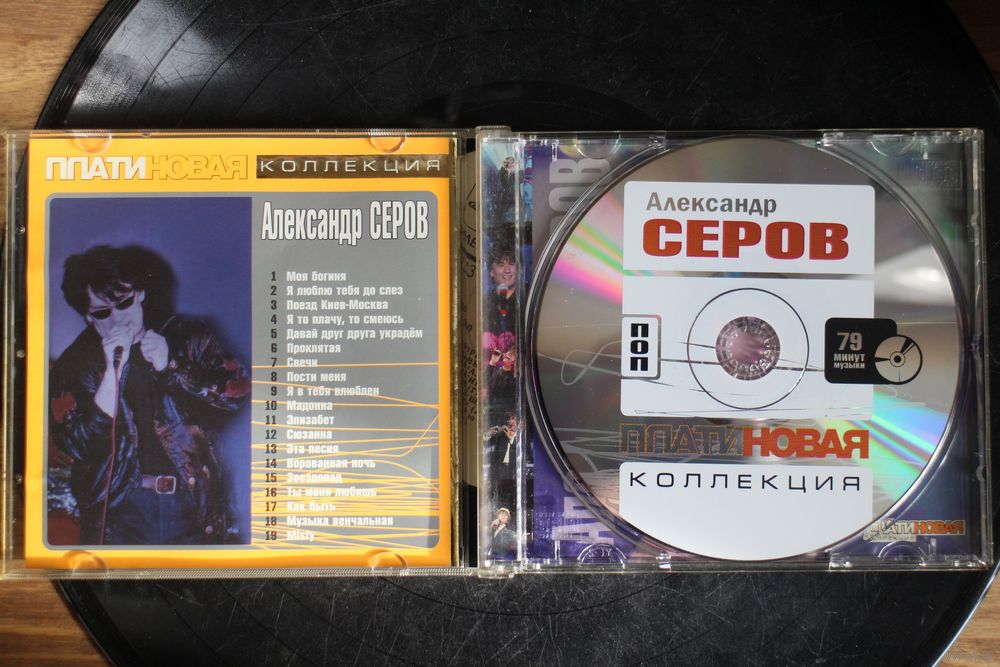 ПЛАТИНОВАЯ КОЛЛЕКЦИЯ
Александр СЕРОВ
1 Моя богиня
2 Я люблю тебя до слез
3 Поезд Киев-Москва
4 Я то плачу, то смеюсь
5 Давай друг друга украдём
6 Проклятая
7 Свечи
8 Пости меня
9 Я в тебя влюблен
10 Мадонна
11 Элизабет
12 Сюзанна
13 Эта песня
14 Ворованная ночь
15 Звездопад
16 Ты меня любишь
17 Как быть
18 Музыка венчальная
19 Misty
Александр
СЕРОВ
ПОП
79
минут
музыки
ПЛАТИНОВАЯ
КОЛЛЕКЦИЯ
ПЛАТИНОВАЯ